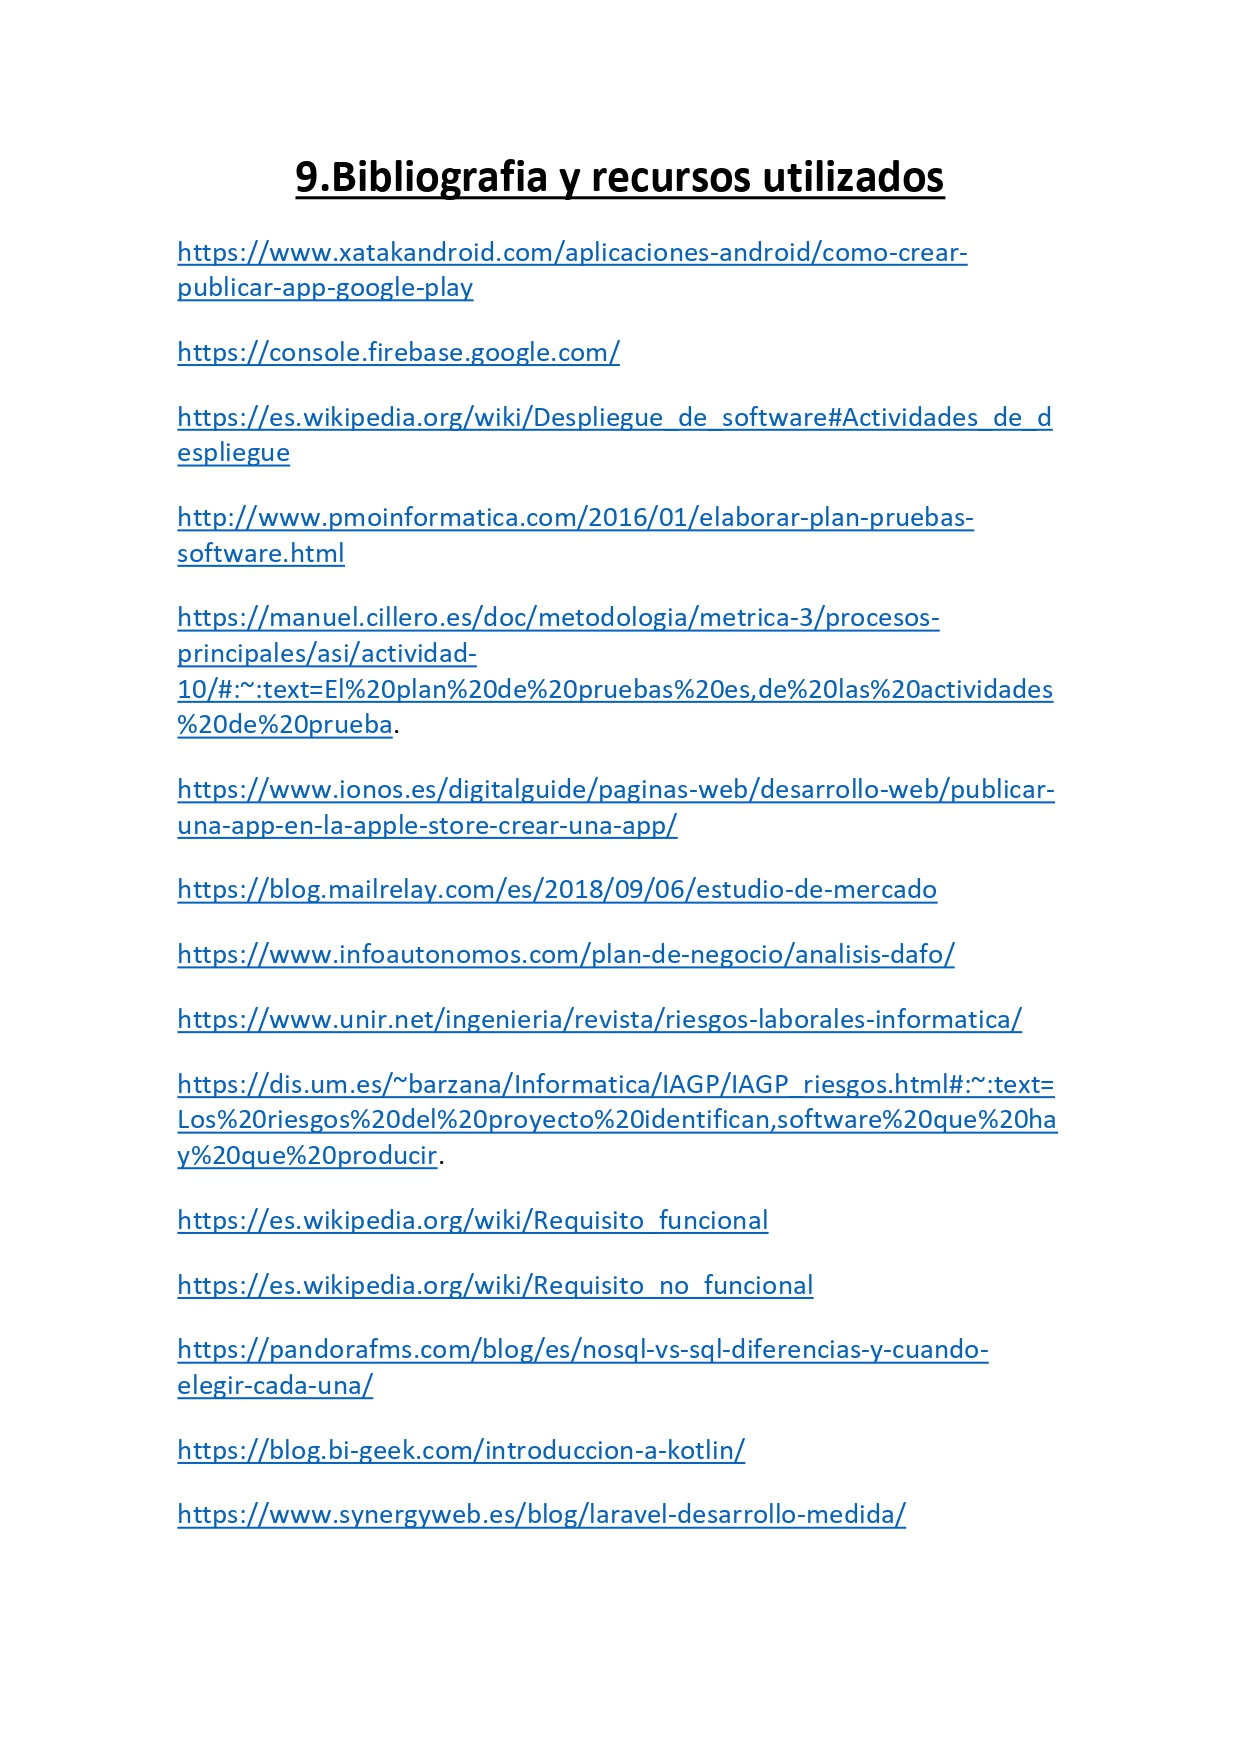 9.Bibliografia y recursos utilizados
https://www.xatakandroid.com/aplicaciones-android/como-crear-
publicar-app-google-play
https://console.firebase.google.com/
https://es.wikipedia.org/wiki/Despliegue_de_software#Actividades_de_d
espliegue
http://www.pmoinformatica.com/2016/01/elaborar-plan-pruebas-
software.html
https://manuel.cillero.es/doc/metodologia/metrica-3/procesos-
principales/asi/actividad-
10/#:~:text=El%20plan%20de%20pruebas%20es,de%20las%20actividades
%20de%20prueba.
https://www.ionos.es/digitalguide/paginas-web/desarrollo-web/publicar-
una-app-en-la-apple-store-crear-una-app/
https://blog.mailrelay.com/es/2018/09/06/estudio-de-mercado
https://www.infoautonomos.com/plan-de-negocio/analisis-dafo/
https://www.unir.net/ingenieria/revista/riesgos-laborales-informatica/
https://dis.um.es/~barzana/Informatica/IAGP/IAGP_riesgos.html#:~:text=
Los%20riesgos%20del%20proyecto%20identifican,software%20que%20ha
y%20que%20producir.
https://es.wikipedia.org/wiki/Requisito_funcional
https://es.wikipedia.org/wiki/Requisito_no_funcional
https://pandorafms.com/blog/es/nosql-vs-sql-diferencias-y-cuando-
elegir-cada-una/
https://blog.bi-geek.com/introduccion-a-kotlin/
https://www.synergyweb.es/blog/laravel-desarrollo-medida/